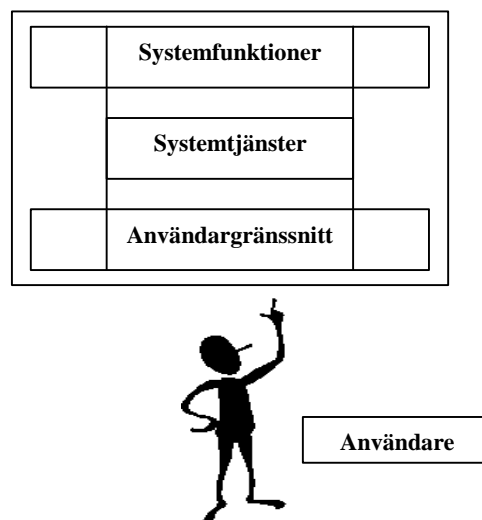 Systemfunktioner
Systemtjänster
Användargränssnitt
Användare